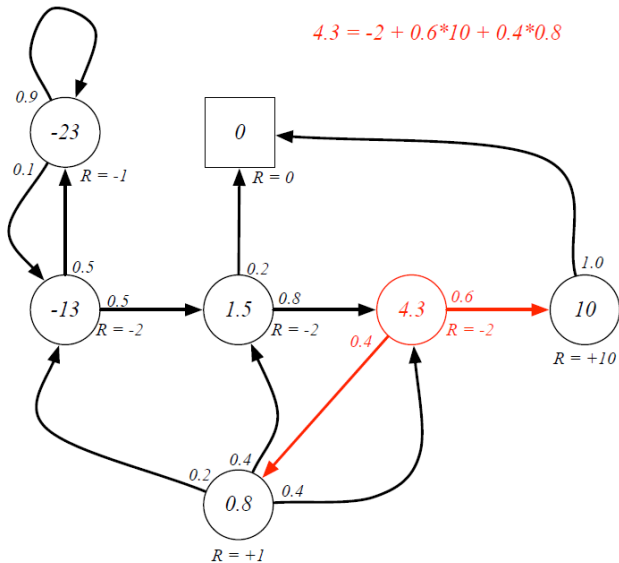 4.3 = -2 + 0.6*10 + 0.4*0.8
0.9
-23
0
0.1
R = -1
R = 0
0.5
0.2
1.0
-13
0.5
1.5
0.8
4.3
0.6
10
R = -2
R = -2
0.4
R = -2
R = +10
0.2
0.4
0.4
0.8
R = +1